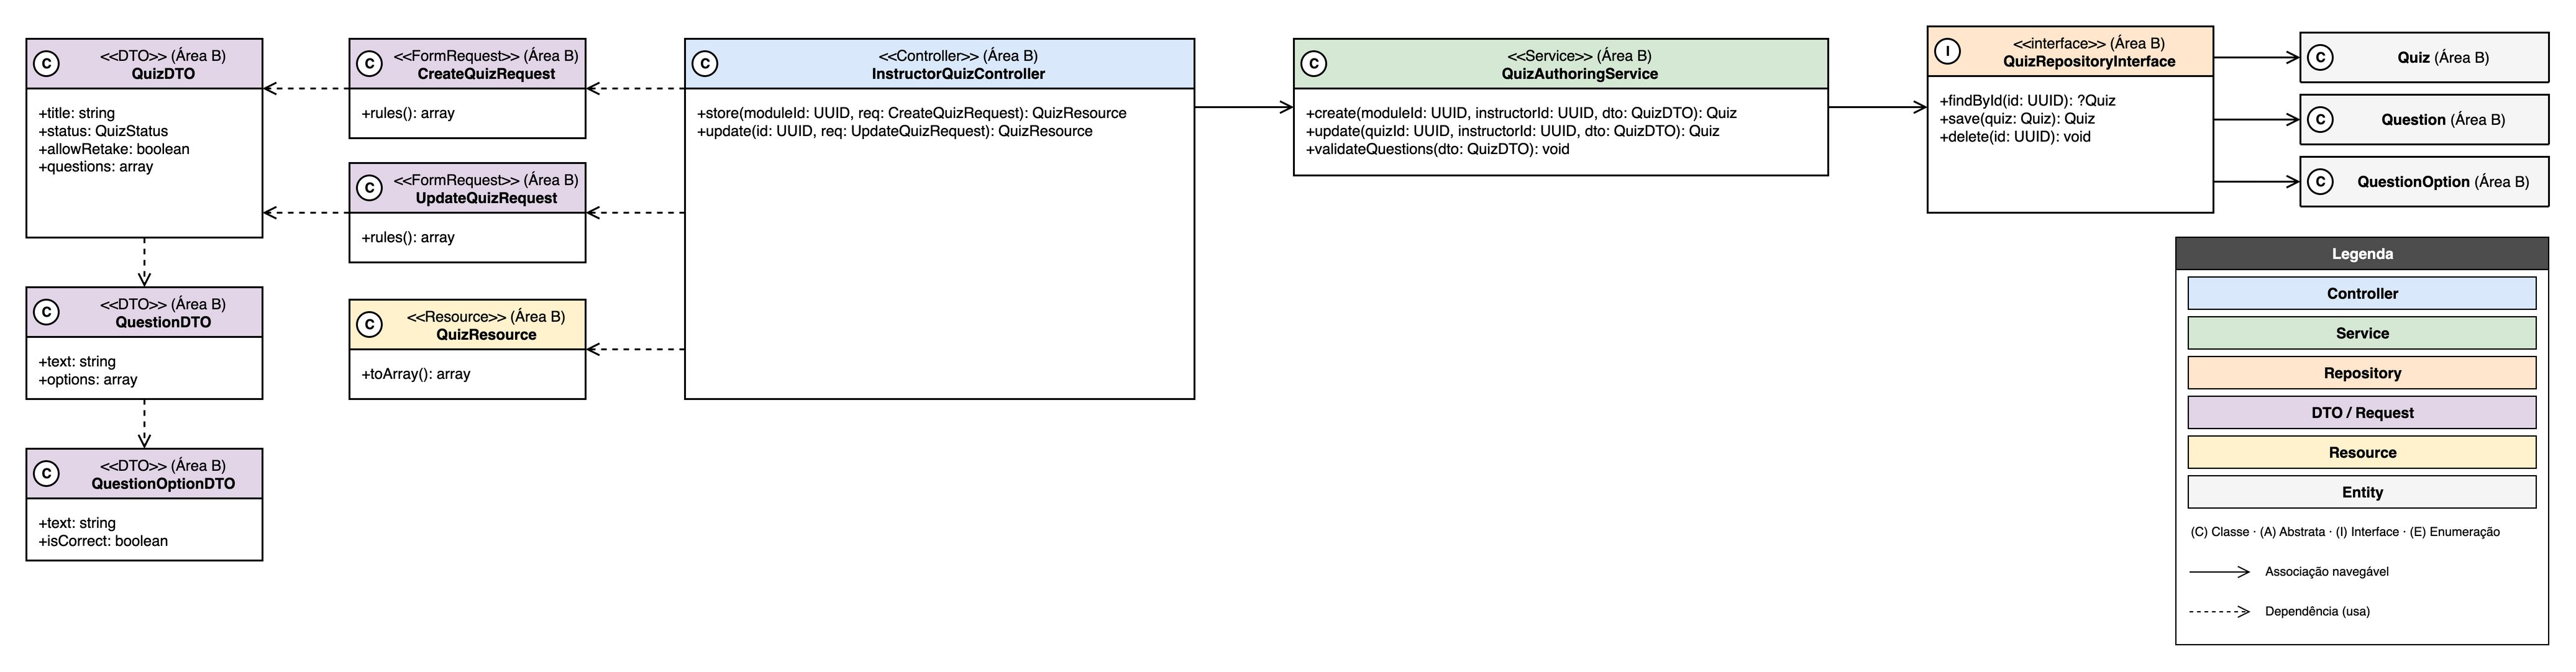 C
<<DTO>> (Área B)
QuizDTO
+title: string
+status: QuizStatus
+allowRetake: boolean
+questions: array
C
<<DTO>> (Área B)
QuestionDTO
+text: string
+options: array
C
<<DTO>> (Área B)
QuestionOptionDTO
+text: string
+isCorrect: boolean
C
<<FormRequest>> (Área B)
CreateQuizRequest
+rules(): array
C
<<FormRequest>> (Área B)
UpdateQuizRequest
+rules(): array
C
<<Resource>> (Área B)
QuizResource
+toArray(): array
C
<<Controller>> (Área B)
InstructorQuizController
+store(moduleId: UUID, req: CreateQuizRequest): QuizResource
+update(id: UUID, req: UpdateQuizRequest): QuizResource
C
<<Service>> (Área B)
QuizAuthoringService
+create(moduleId: UUID, instructorId: UUID, dto: QuizDTO): Quiz
+update(quizId: UUID, instructorId: UUID, dto: QuizDTO): Quiz
+validateQuestions(dto: QuizDTO): void
I
<<interface>> (Área B)
QuizRepositoryInterface
+findById(id: UUID): ?Quiz
+save(quiz: Quiz): Quiz
+delete(id: UUID): void
C
Quiz (Área B)
C
Question (Área B)
C
QuestionOption (Área B)
Legenda
Controller
Service
Repository
DTO / Request
Resource
Entity
(C) Classe · (A) Abstrata · (I) Interface · (E) Enumeração
Associação navegável
Dependência (usa)